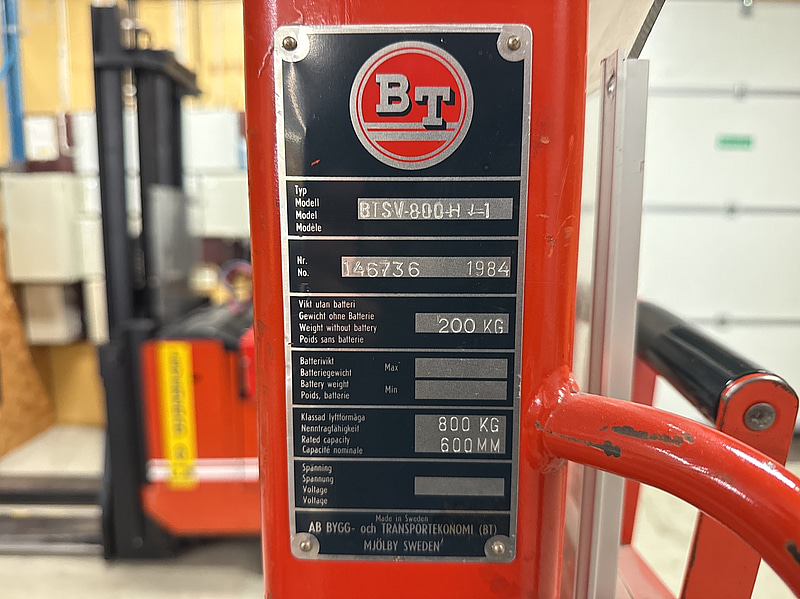 BT
Typ
Modell
Model
Modèle
BTSV-800-H -1
Nr.
No.
146736 1984
Vikt utan batteri
Gewicht ohne Batterie
Weight without battery
Poids sans batterie
200 KG
Batterivikt
Batteriegewicht
Battery weight
Poids, batterie
Max
Min
Klassad lyftförmåga
Nenntragfähigkeit
Rated capacity
Capacité nominale
800 KG
600 MM
Spänning
Spannung
Voltage
Voltage
Made in Sweden
AB BYGG- och TRANSPORTEKONOMI (BT)
MJÖLBY SWEDEN